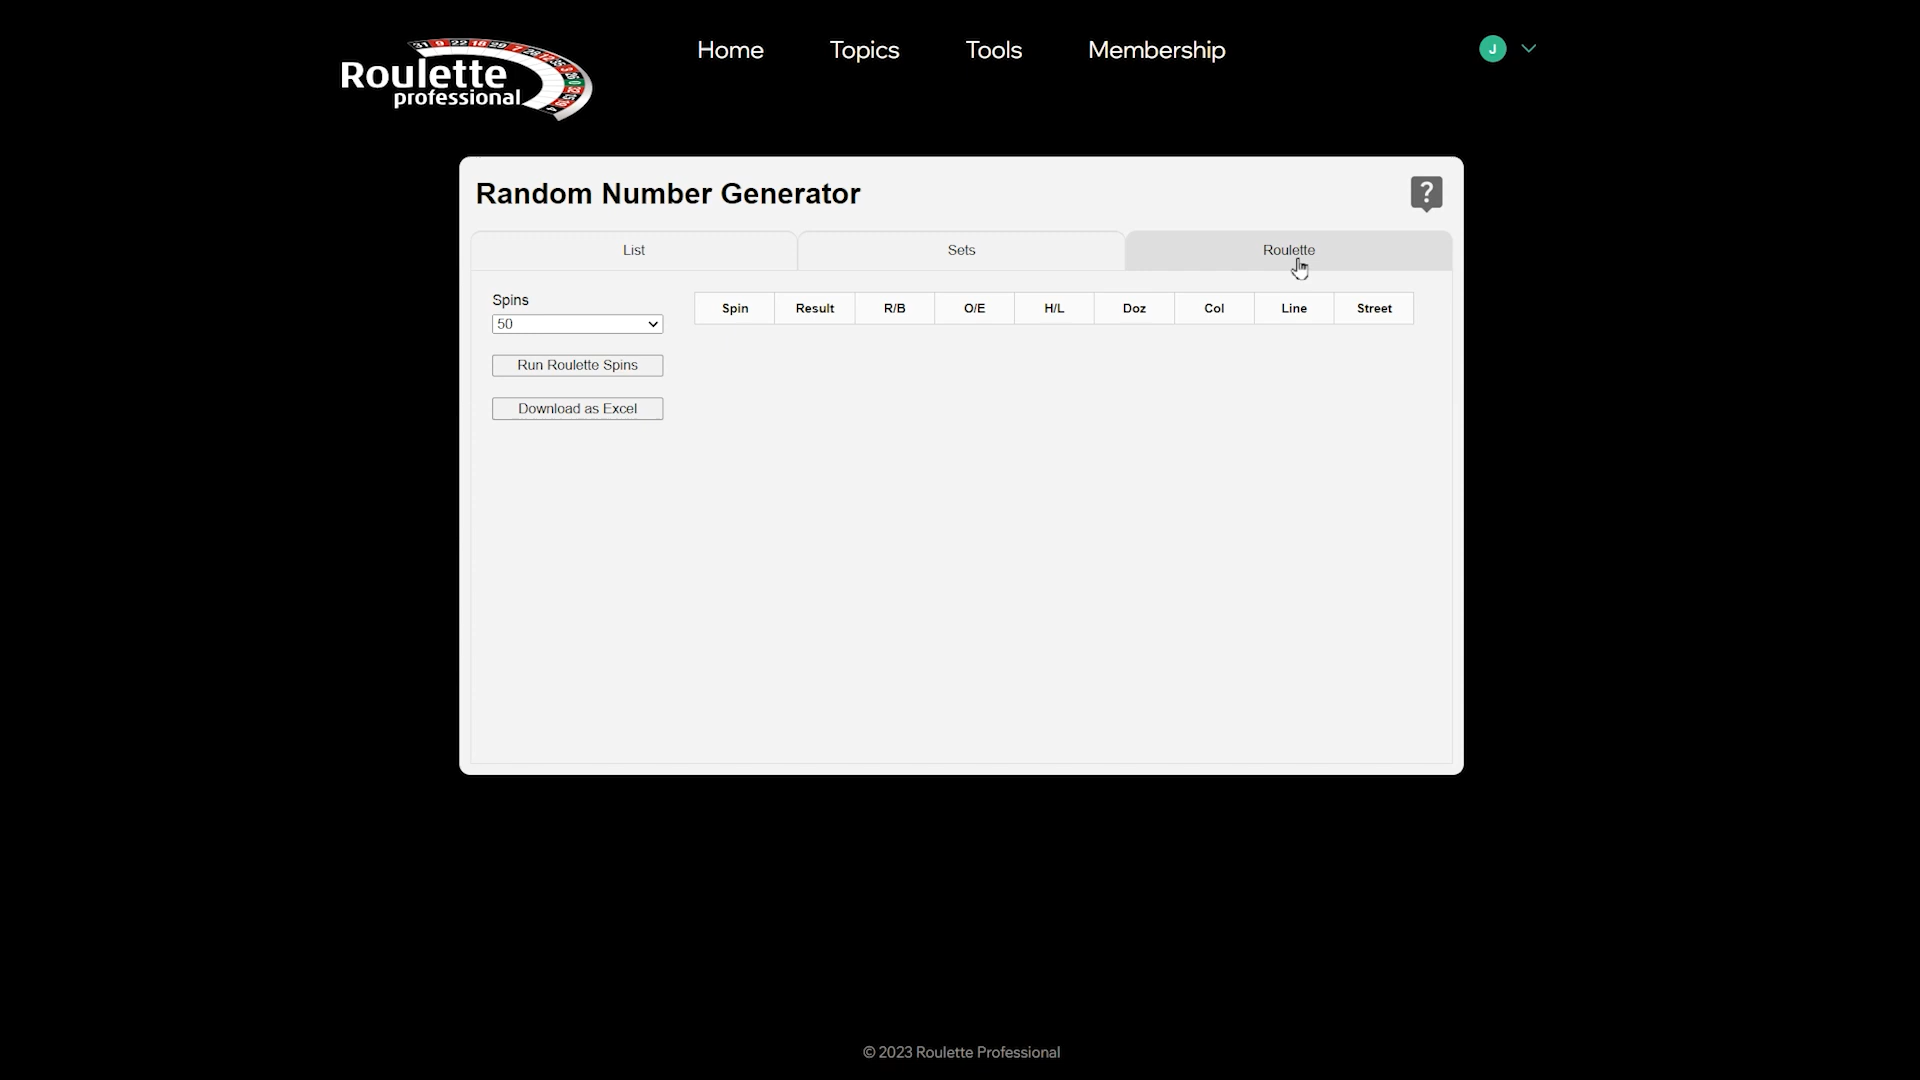 Roulette
professional
Home
Topics
Tools
Membership
J
Random Number Generator
?
List
Sets
Roulette
Spins
50
Run Roulette Spins
Download as Excel
Spin
Result
R/B
O/E
H/L
Doz
Col
Line
Street
© 2023 Roulette Professional